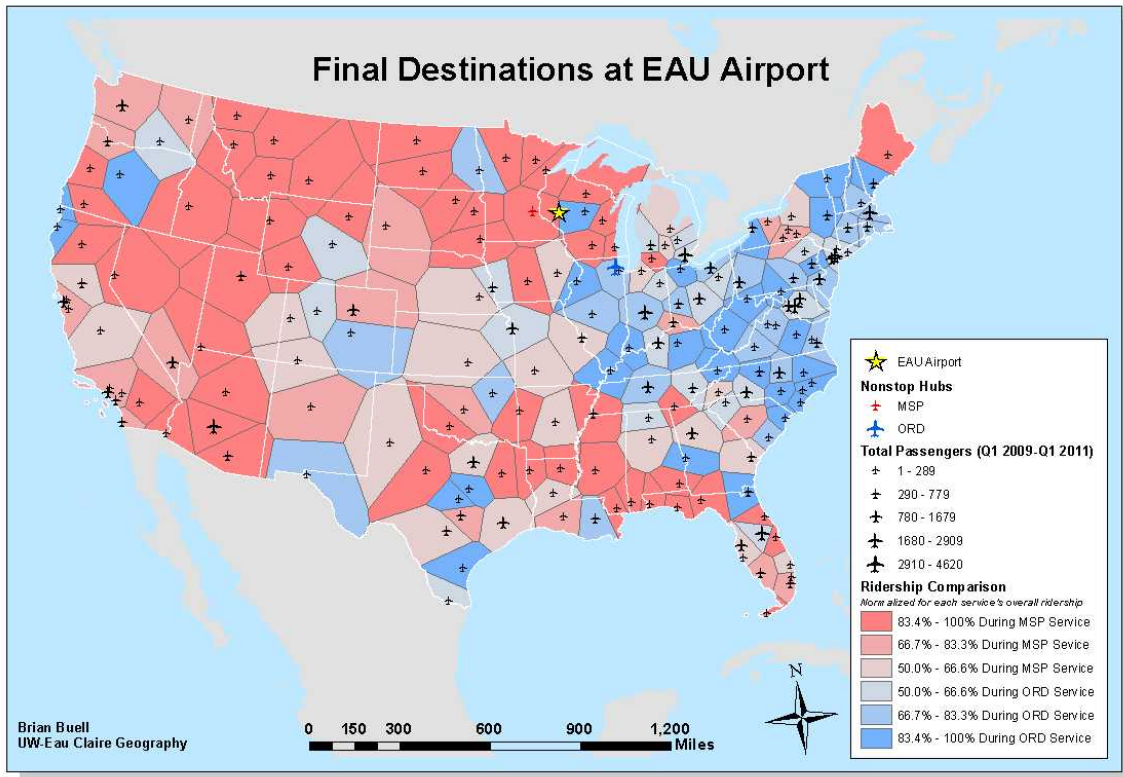 Final Destinations at EAU Airport
EAU Airport
Nonstop Hubs
MSP
ORD
Total Passengers (Q1 2009-Q1 2011)
1 - 289
290 - 779
780 - 1679
1680 - 2909
2910 - 4620
Ridership Comparison
Normalized for each service's overall ridership
83.4% - 100% During MSP Service
66.7% - 83.3% During MSP Service
50.0% - 66.6% During MSP Service
50.0% - 66.6% During ORD Service
66.7% - 83.3% During ORD Service
83.4% - 100% During ORD Service
N
Brian Buell
UW-Eau Claire Geography
0 150 300 600 900 1,200
Miles